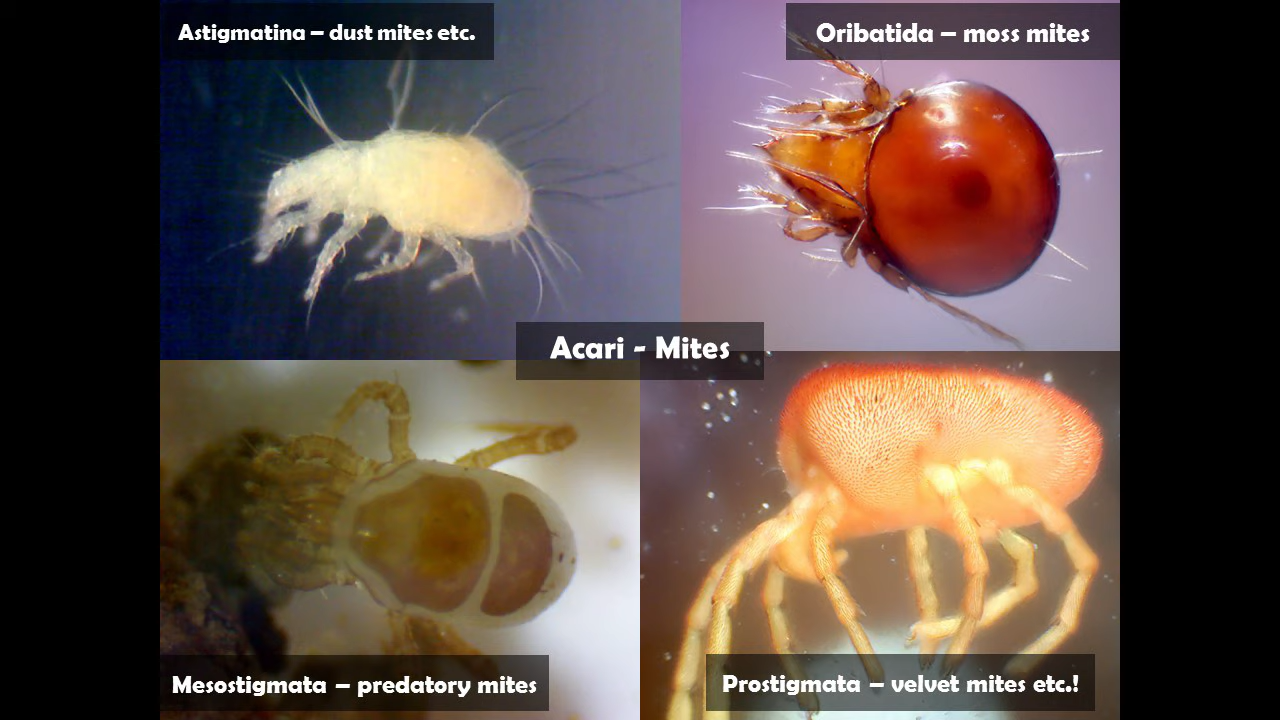 Astigmatina – dust mites etc.
Oribatida – moss mites
Acari - Mites
Mesostigmata – predatory mites
Prostigmata – velvet mites etc.!